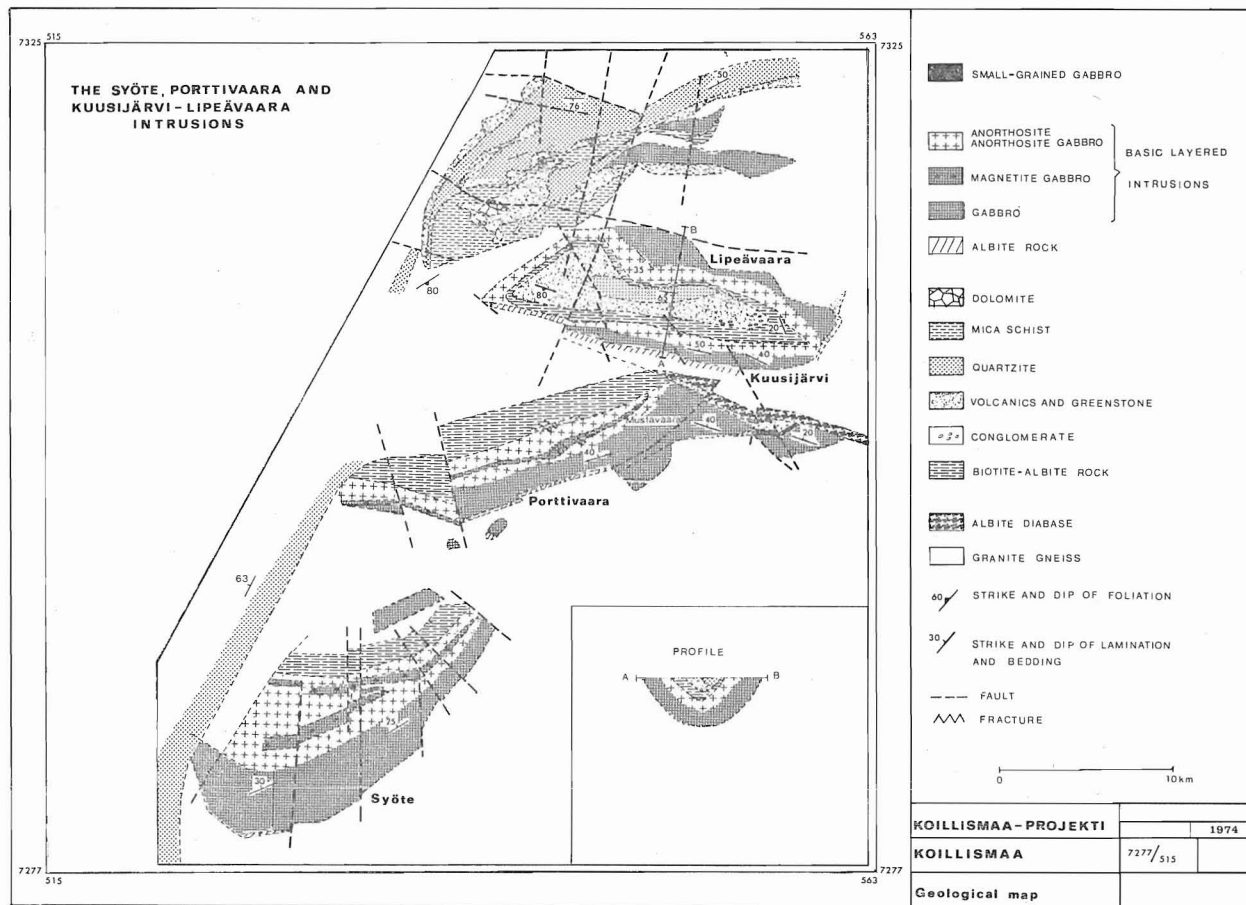 515
563
7325
7325
THE SYÖTE, PORTTIVAARA AND
KUUSIJÄRVI – LIPEÄVAARA
INTRUSIONS
50
76
B
Lipeävaara
35
80
80
65
20
50
40
A
Kuusijärvi
Mustavaara
40
20
40
Porttivaara
63
25
30
Syöte
PROFILE
A
B
7277
7277
515
563
SMALL-GRAINED GABBRO
ANORTHOSITE
ANORTHOSITE GABBRO
BASIC LAYERED
MAGNETITE GABBRO
INTRUSIONS
GABBRO
ALBITE ROCK
DOLOMITE
MICA SCHIST
QUARTZITE
VOLCANICS AND GREENSTONE
CONGLOMERATE
BIOTITE-ALBITE ROCK
ALBITE DIABASE
GRANITE GNEISS
60
STRIKE AND DIP OF FOLIATION
30
STRIKE AND DIP OF LAMINATION
AND BEDDING
FAULT
FRACTURE
0
10 km
KOILLISMAA-PROJEKTI
1974
KOILLISMAA
7277/515
Geological map